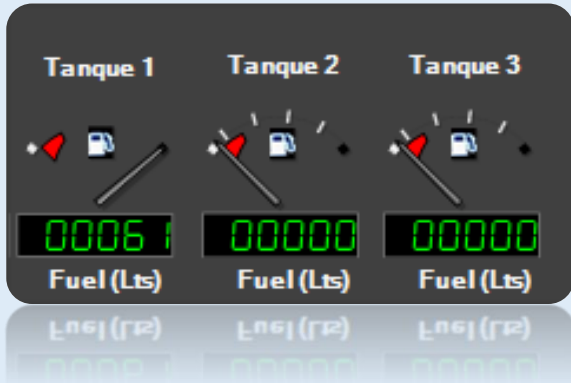 Tanque 1 Tanque 2 Tanque 3
00061 00000 00000
Fuel (Lts) Fuel (Lts) Fuel (Lts)